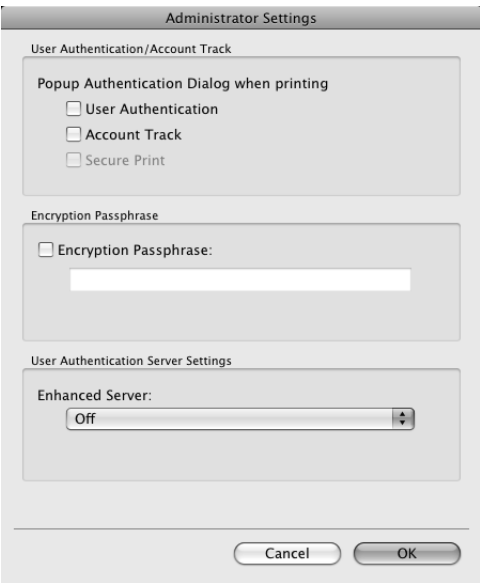 Administrator Settings
User Authentication/Account Track
Popup Authentication Dialog when printing
User Authentication
Account Track
Secure Print
Encryption Passphrase
Encryption Passphrase:
User Authentication Server Settings
Enhanced Server:
Off
Cancel OK